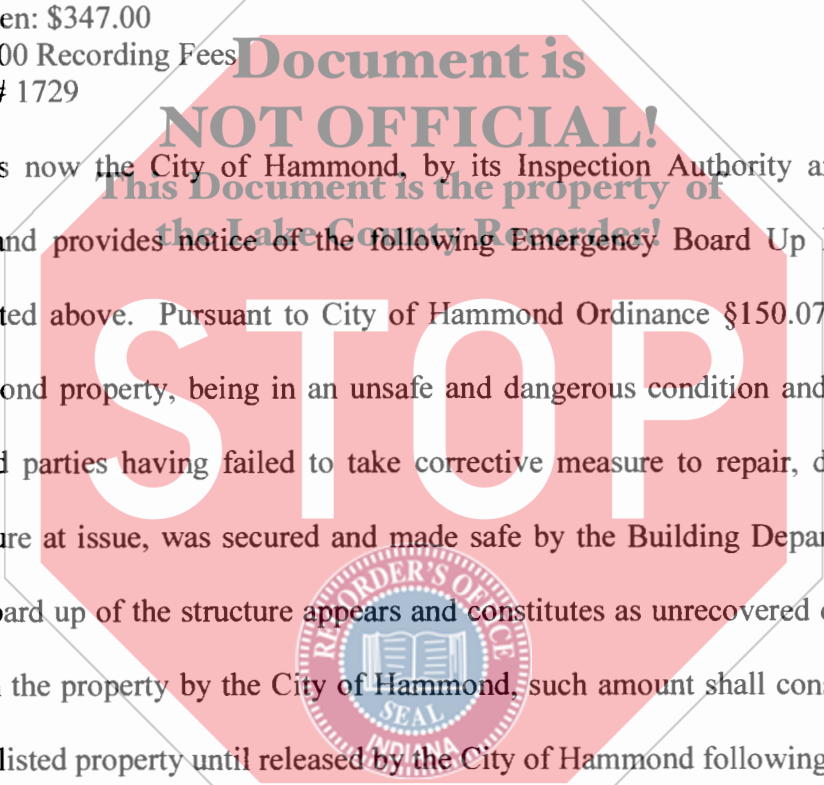 en: $347.00
00 Recording Fees
# 1729
Document is
NOT OFFICIAL!
This Document is the property of
the Lake County Recorder!
s now the City of Hammond, by its Inspection Authority a
nd provides notice of the following Emergency Board Up
ted above. Pursuant to City of Hammond Ordinance §150.07
ond property, being in an unsafe and dangerous condition and
d parties having failed to take corrective measure to repair, d
ure at issue, was secured and made safe by the Building Depar
oard up of the structure appears and constitutes as unrecovered
the property by the City of Hammond, such amount shall cons
listed property until released by the City of Hammond following
STOP
RECORDER'S OFFICE
SEAL
INDIANA